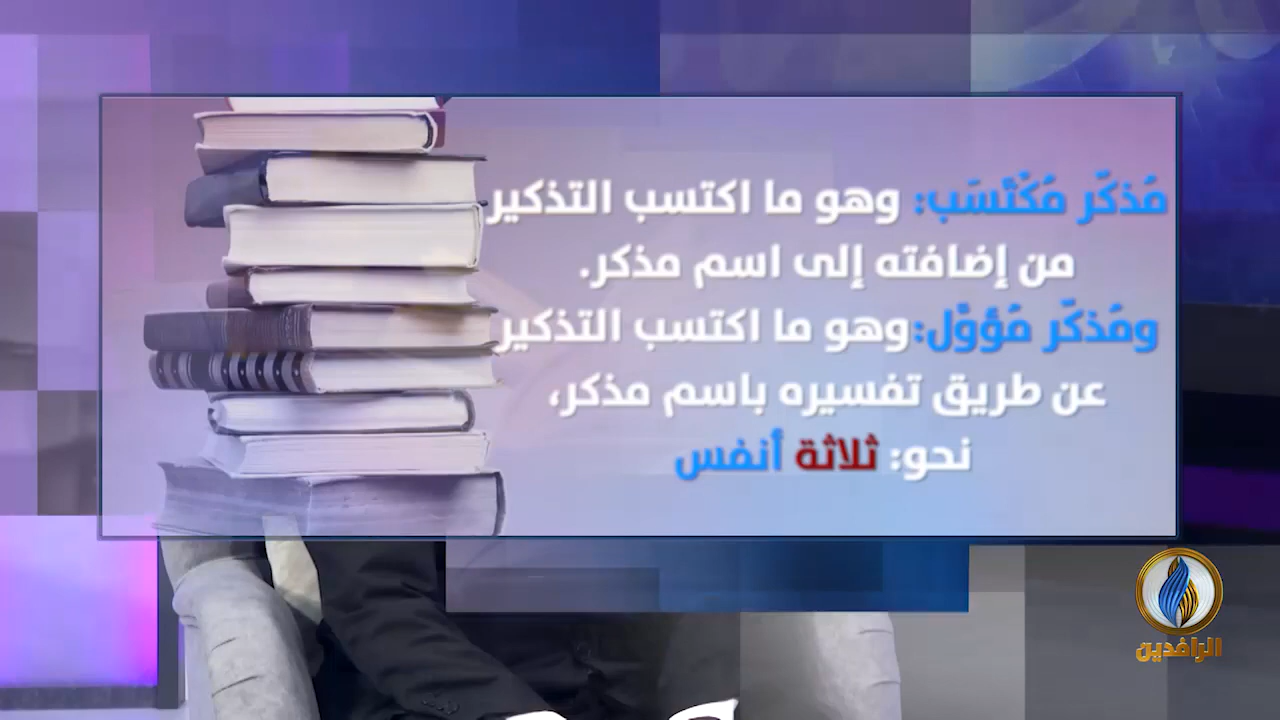 مُذكّر مُكْتَسَب: وهو ما اكتسب التذكير
من إضافته إلى اسم مذكر.
ومُذكّر مُؤوّل: وهو ما اكتسب التذكير
عن طريق تفسيره باسم مذكر،
نحو: ثلاثة أنفس
الرافدين